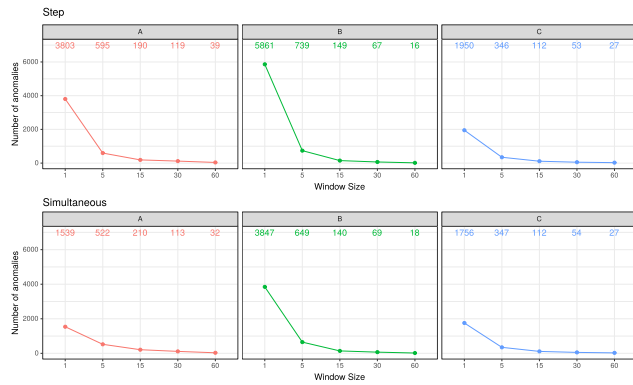 Step
A B C
3803 595 190 119 39 5861 739 149 67 16 1950 346 112 53 27
Number of anomalies
6000
4000
2000
0
1 5 15 30 60 1 5 15 30 60 1 5 15 30 60
Window Size
Simultaneous
A B C
1539 522 210 113 32 3847 649 140 69 18 1756 347 112 54 27
Number of anomalies
6000
4000
2000
0
1 5 15 30 60 1 5 15 30 60 1 5 15 30 60
Window Size